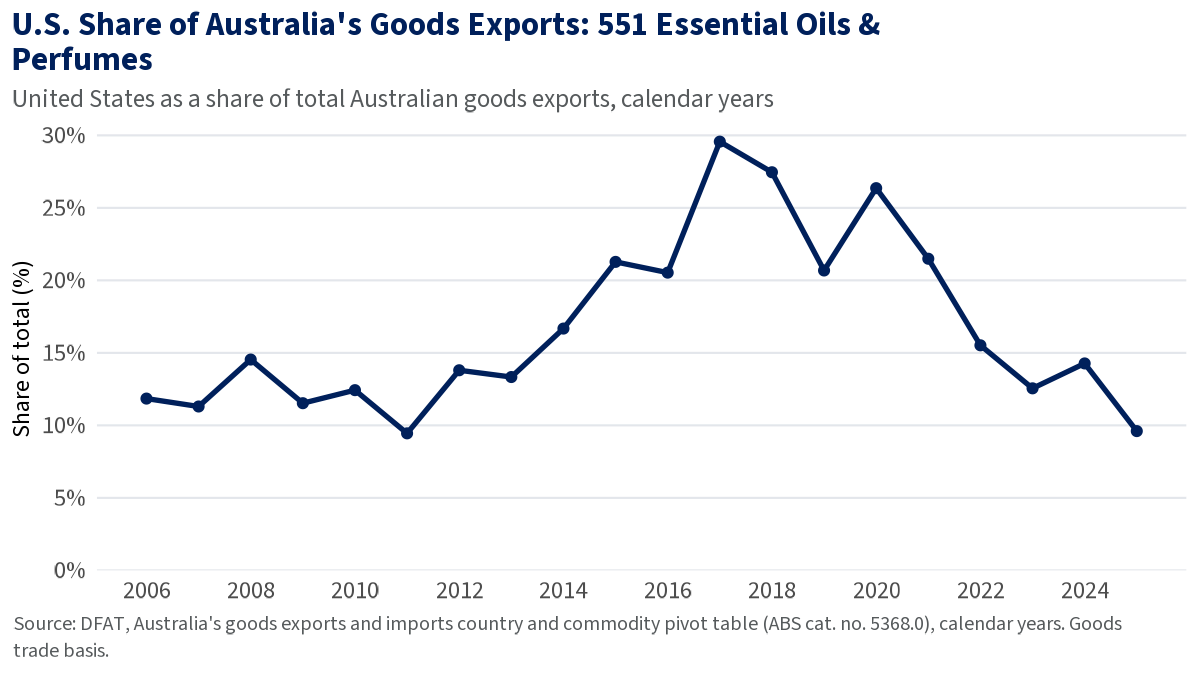 U.S. Share of Australia's Goods Exports: 551 Essential Oils &
Perfumes
United States as a share of total Australian goods exports, calendar years
Share of total (%)
30%
25%
20%
15%
10%
5%
0%
2006 2008 2010 2012 2014 2016 2018 2020 2022 2024
Source: DFAT, Australia's goods exports and imports country and commodity pivot table (ABS cat. no. 5368.0), calendar years. Goods
trade basis.